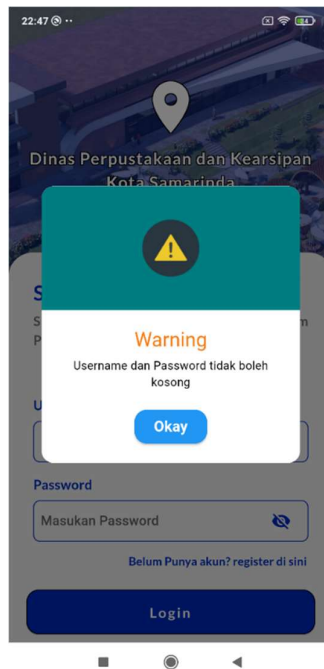 22:47
Dinas Perpustakaan dan Kearsipan
Kota Samarinda
S
S
n
P
Warning
Username dan Password tidak boleh
kosong
Okay
U
Password
Masukan Password
Belum Punya akun? register di sini
Login